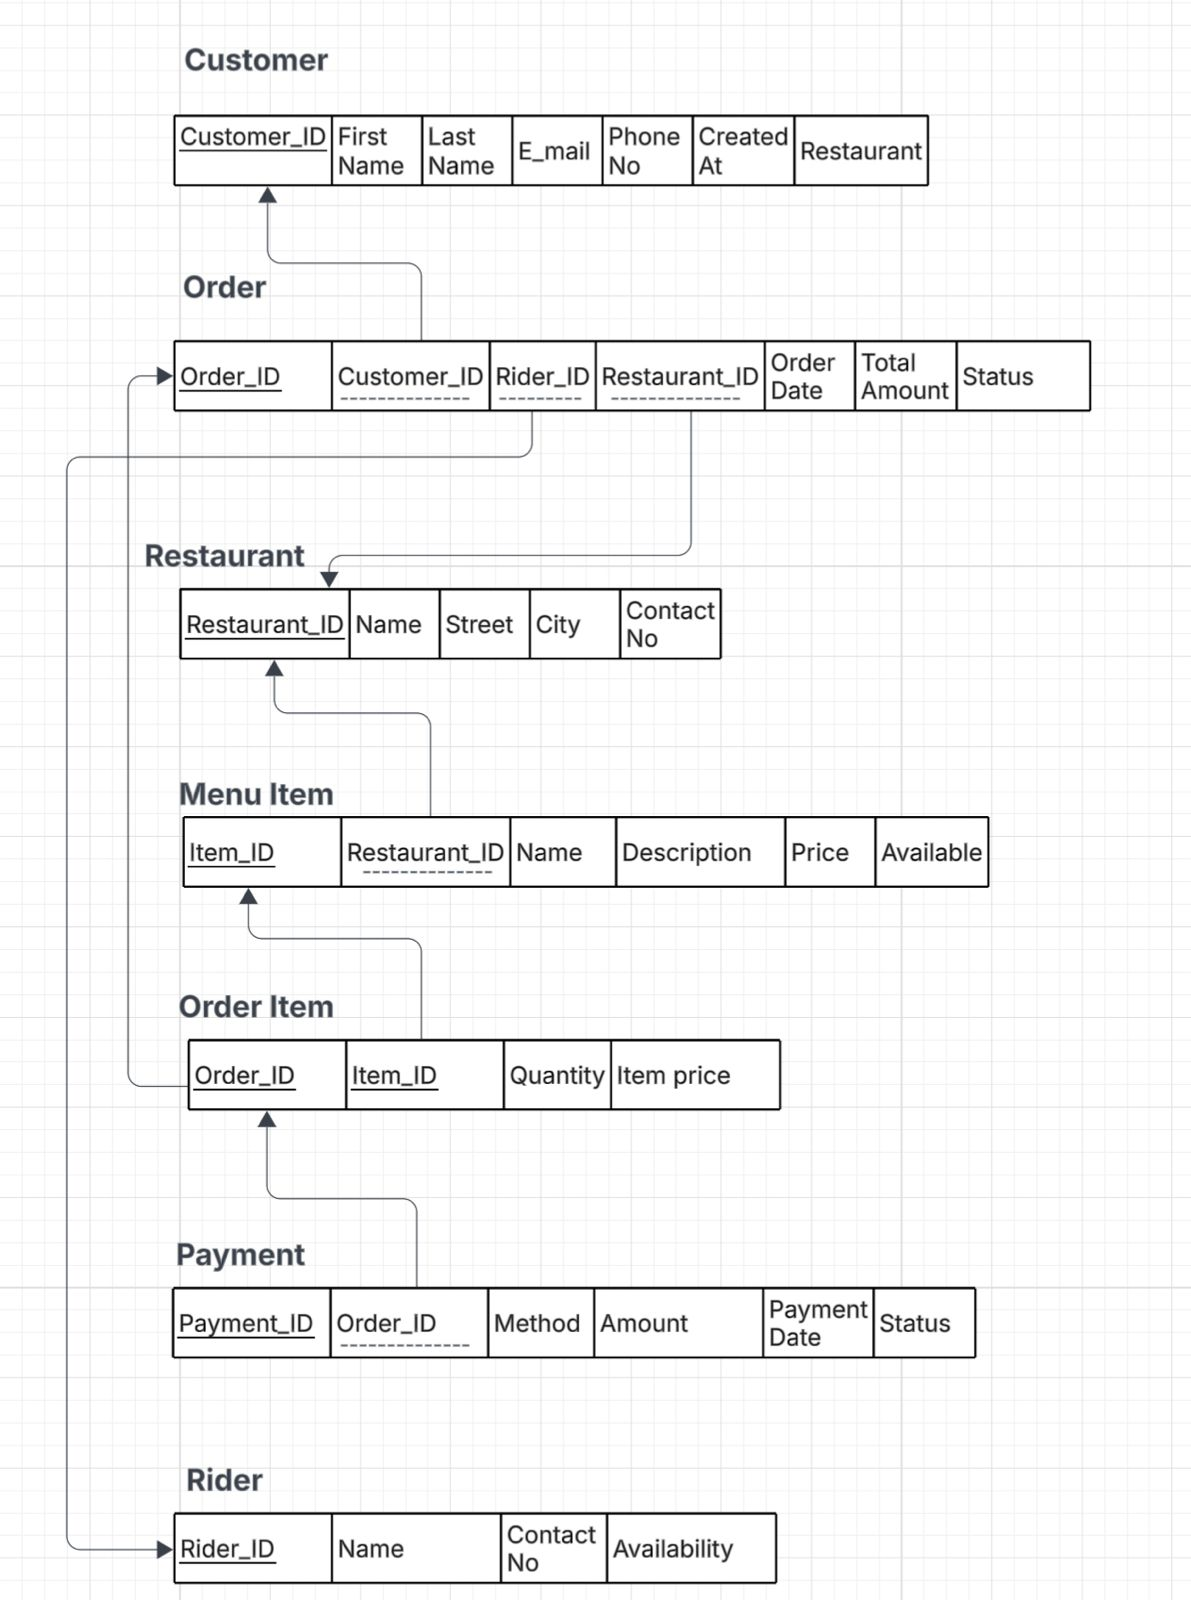 Customer
Customer_ID First Name Last Name E_mail Phone No Created At Restaurant
Order
Order_ID Customer_ID Rider_ID Restaurant_ID Order Date Total Amount Status
Restaurant
Restaurant_ID Name Street City Contact No
Menu Item
Item_ID Restaurant_ID Name Description Price Available
Order Item
Order_ID Item_ID Quantity Item price
Payment
Payment_ID Order_ID Method Amount Payment Date Status
Rider
Rider_ID Name Contact No Availability